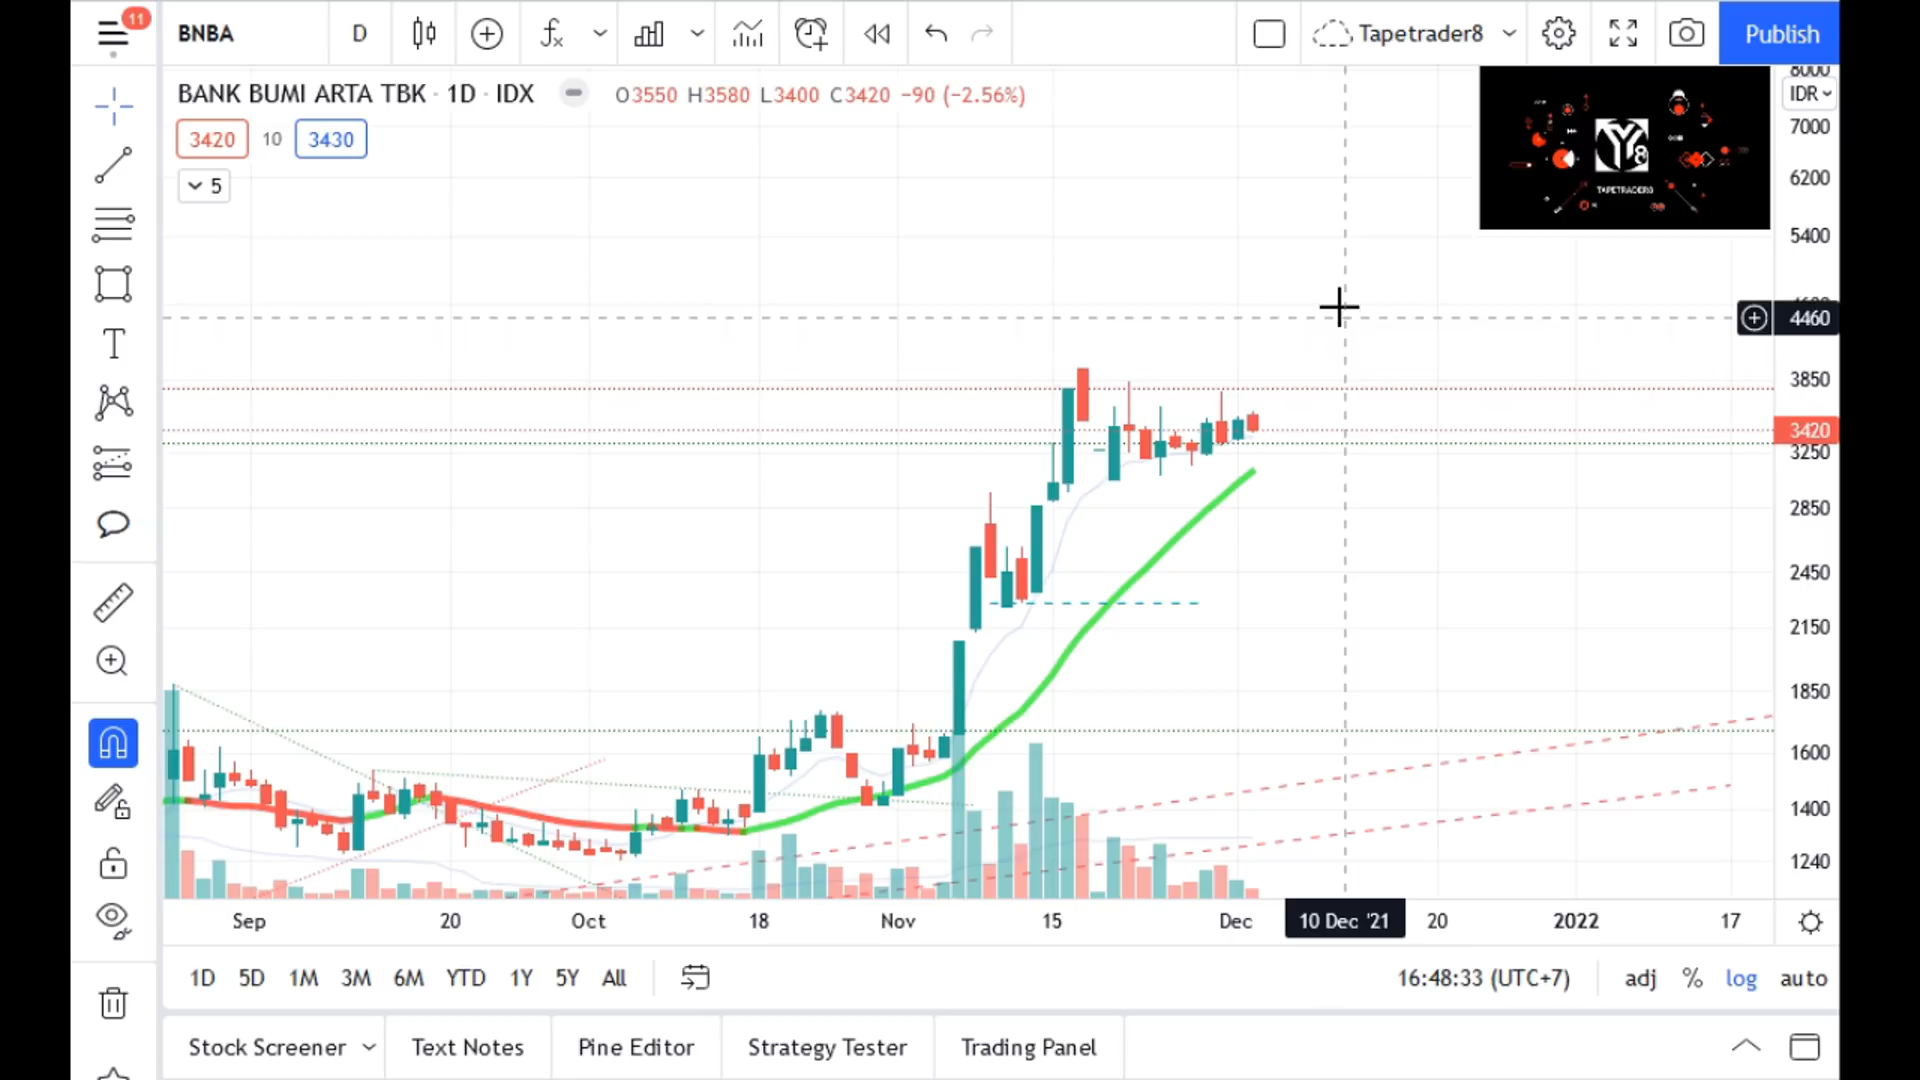 11
BNBA D Tapetrader8 Publish
BANK BUMI ARTA TBK · 1D · IDX O3550 H3580 L3400 C3420 −90 (−2.56%)
3420 10 3430
5
Y8
TAPETRADER8
8000
IDR
7000
6200
5400
4460
3850
3420
3250
2850
2450
2150
1850
1600
1400
1240
Sep 20 Oct 18 Nov 15 Dec 10 Dec '21 20 2022 17
1D 5D 1M 3M 6M YTD 1Y 5Y All 16:48:33 (UTC+7) adj % log auto
Stock Screener Text Notes Pine Editor Strategy Tester Trading Panel